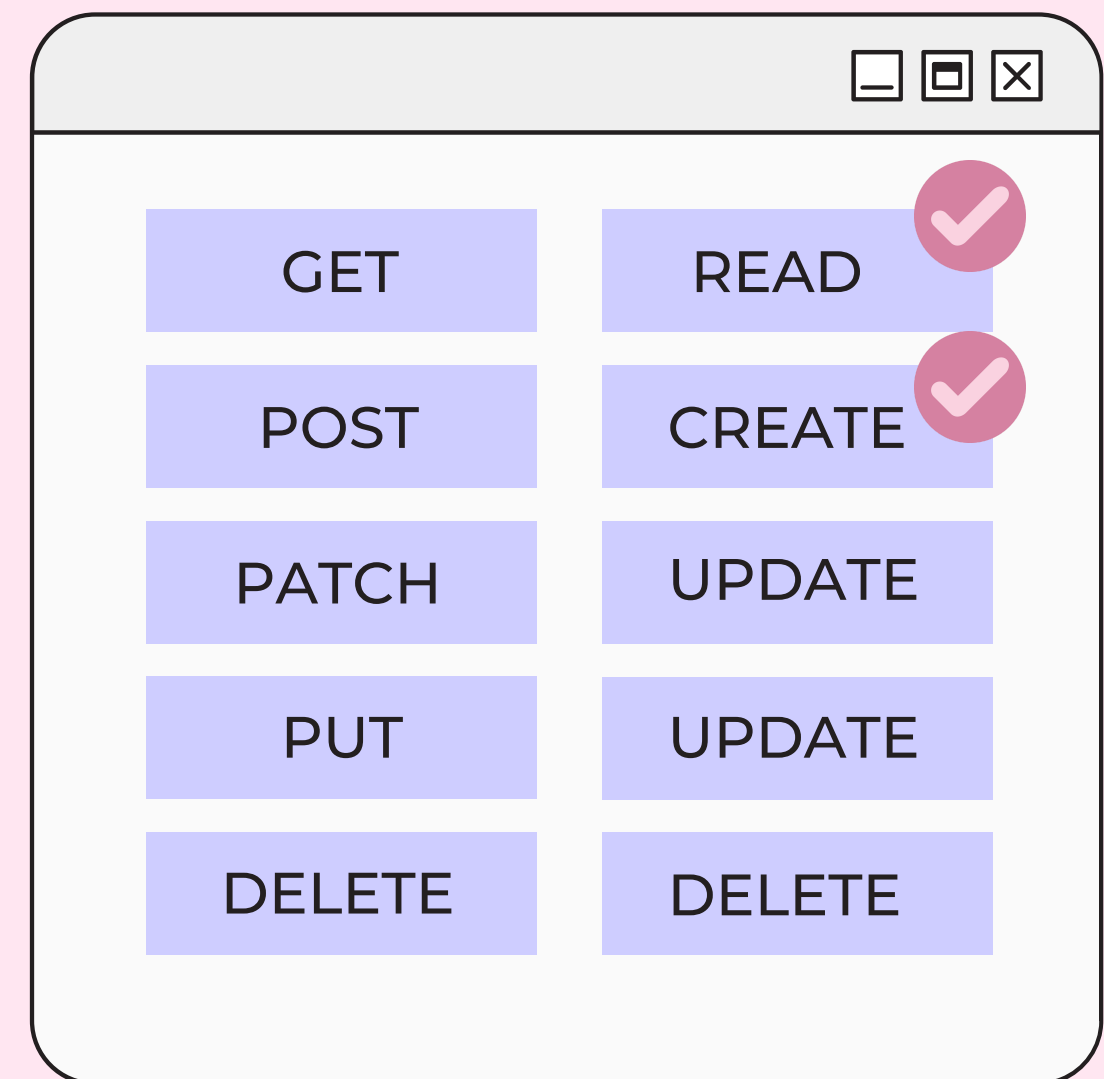 GET READ
POST CREATE
PATCH UPDATE
PUT UPDATE
DELETE DELETE